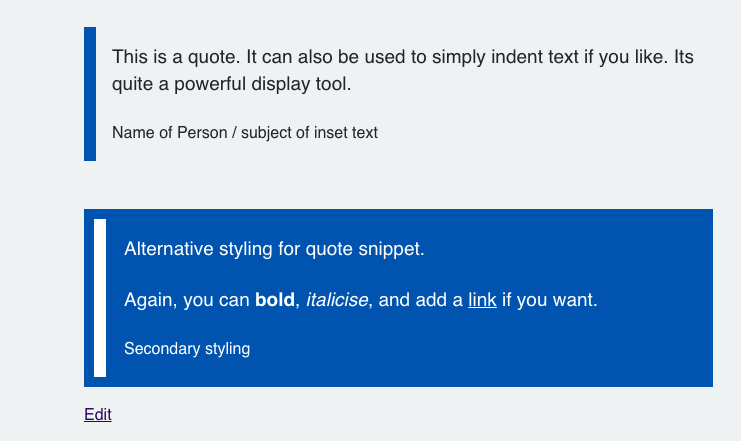 This is a quote. It can also be used to simply indent text if you like. Its
quite a powerful display tool.
Name of Person / subject of inset text
Alternative styling for quote snippet.
Again, you can bold, italicise, and add a link if you want.
Secondary styling
Edit